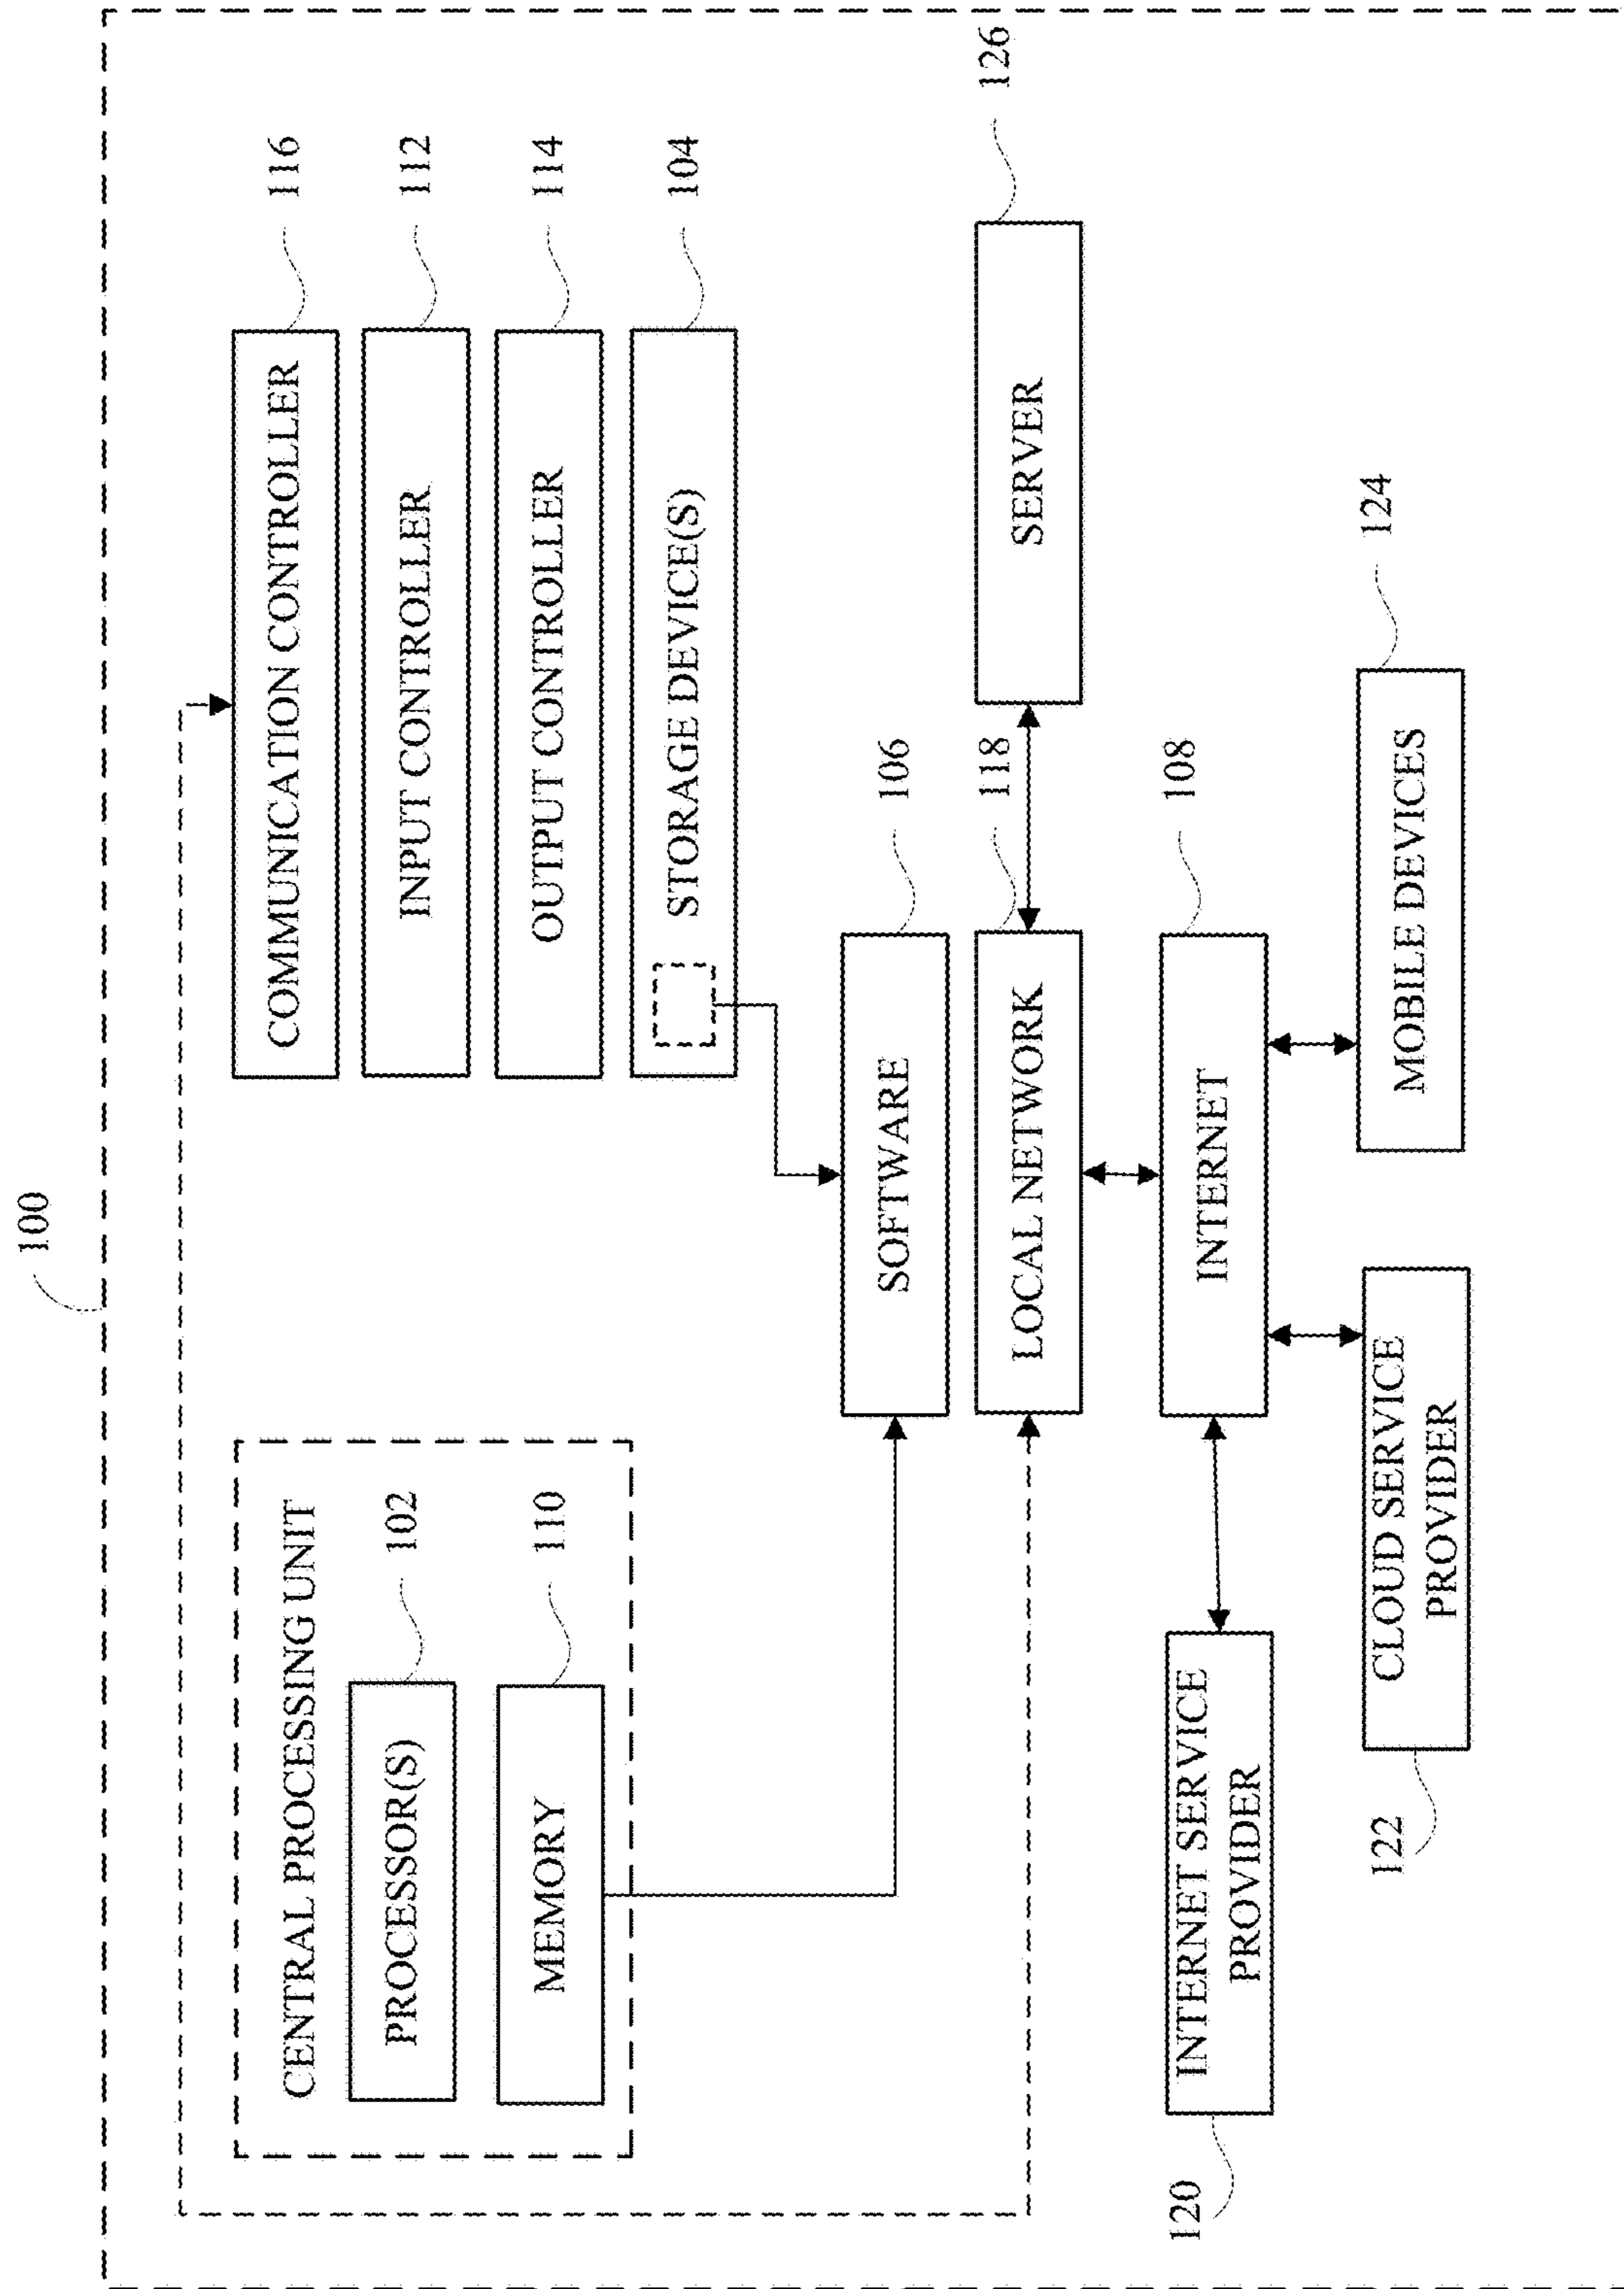 100
CENTRAL PROCESSING UNIT
PROCESSOR(S)
102
MEMORY
110
COMMUNICATION CONTROLLER
116
INPUT CONTROLLER
112
OUTPUT CONTROLLER
114
STORAGE DEVICE(S)
104
SOFTWARE
106
LOCAL NETWORK
118
SERVER
126
INTERNET
108
INTERNET SERVICE
PROVIDER
120
CLOUD SERVICE
PROVIDER
122
MOBILE DEVICES
124